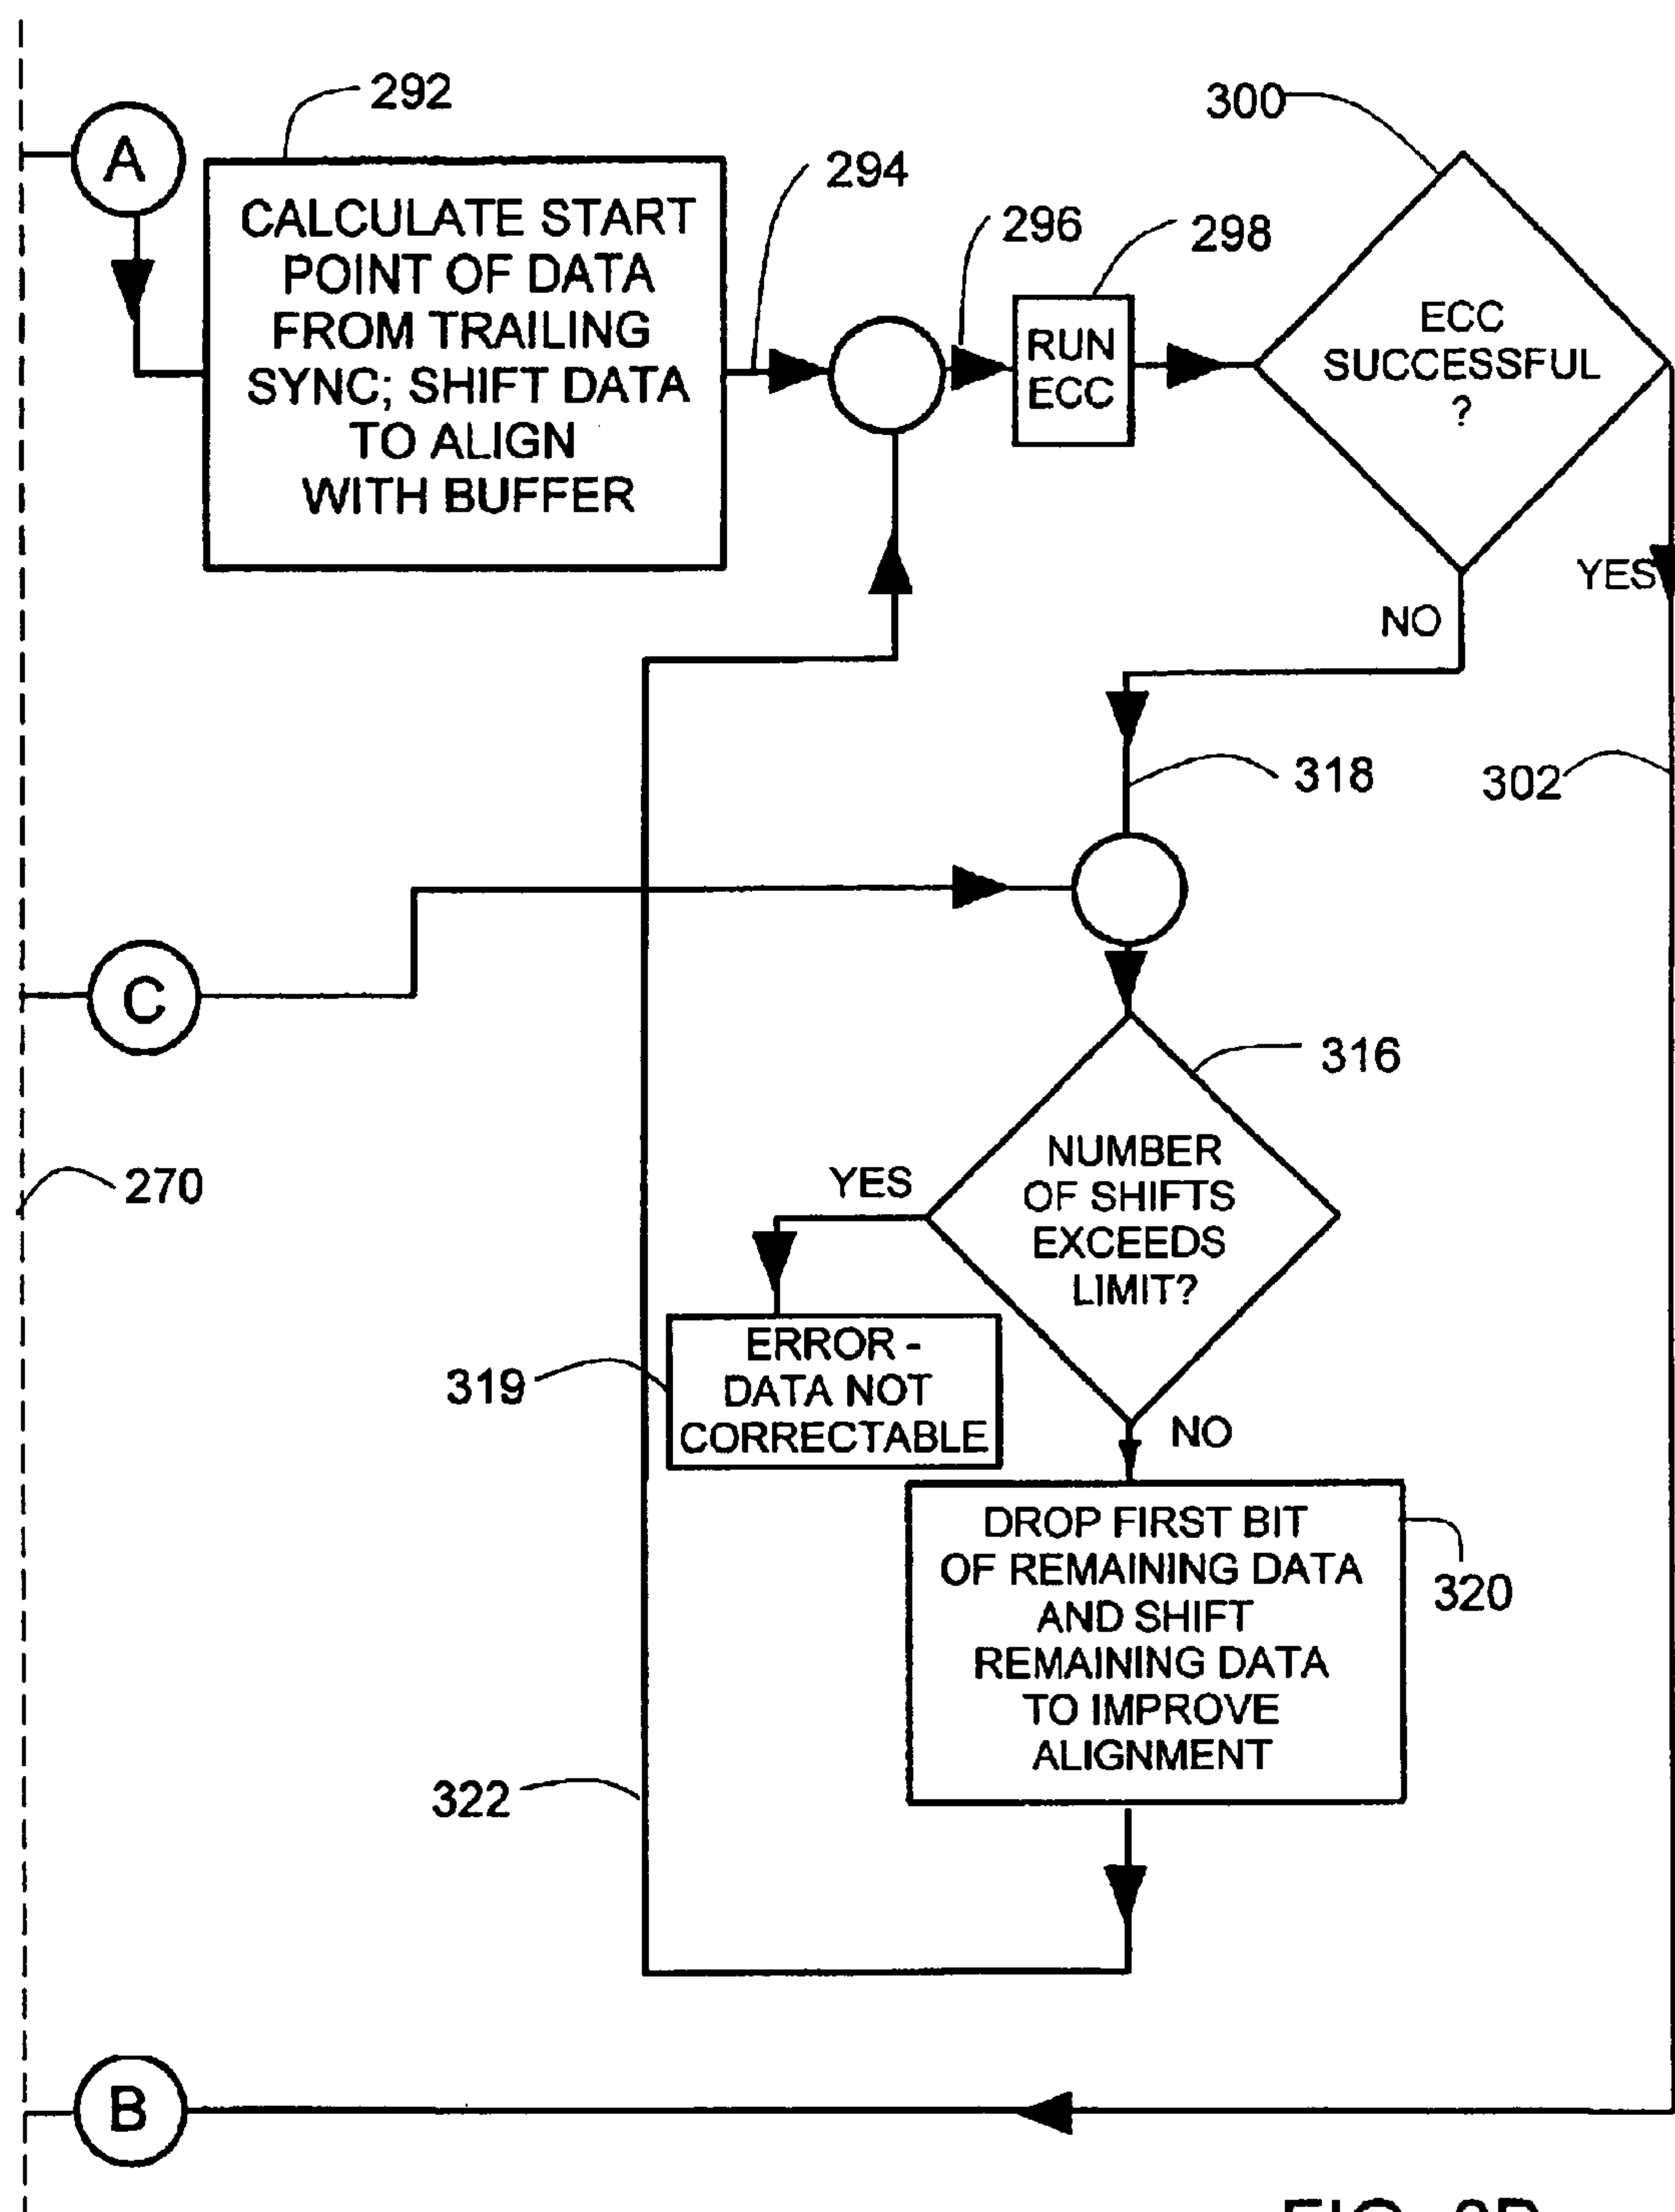 292
300
A
294
CALCULATE START
POINT OF DATA
FROM TRAILING
SYNC; SHIFT DATA
TO ALIGN
WITH BUFFER
296
298
RUN
ECC
ECC
SUCCESSFUL
?
YES
NO
318
302
C
316
270
NUMBER
OF SHIFTS
EXCEEDS
LIMIT?
YES
319
ERROR -
DATA NOT
CORRECTABLE
NO
DROP FIRST BIT
OF REMAINING DATA
AND SHIFT
REMAINING DATA
TO IMPROVE
ALIGNMENT
320
322
B